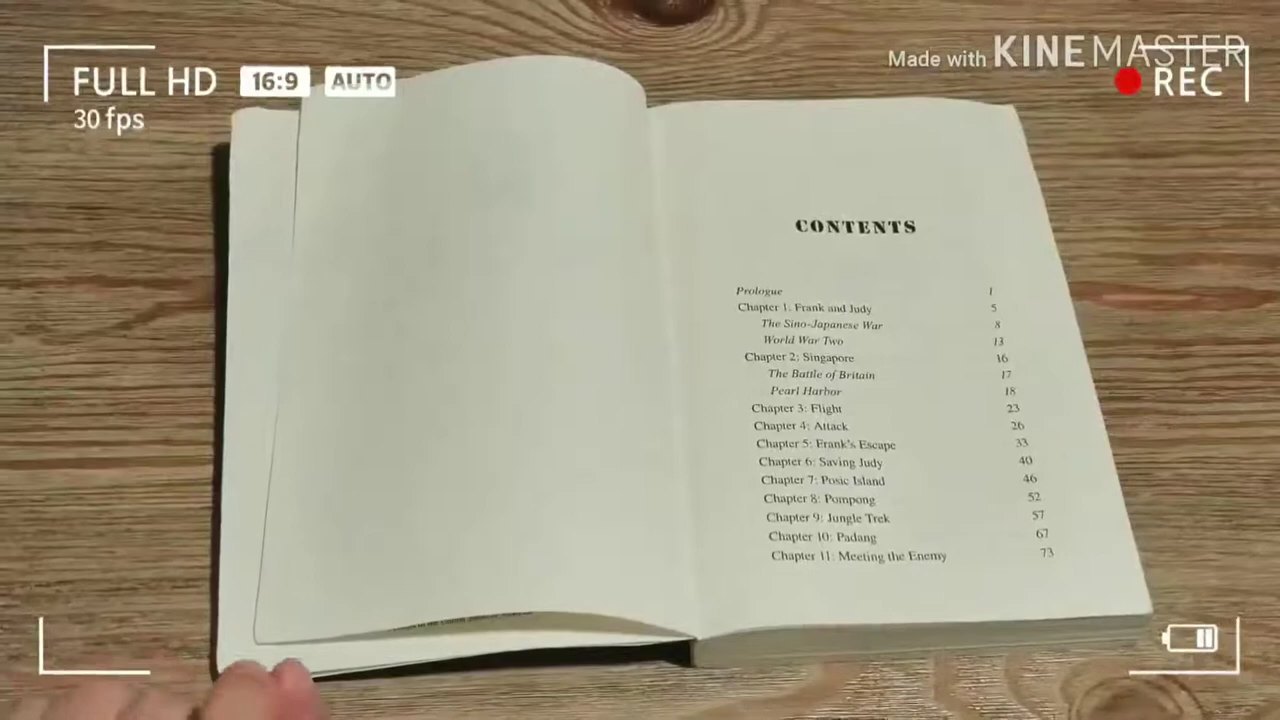 Made with KINEMASTER
FULL HD 16:9 AUTO
REC
30 fps
CONTENTS
Prologue 1
Chapter 1: Frank and Judy 5
The Sino-Japanese War 8
World War Two 13
Chapter 2: Singapore 16
The Battle of Britain 17
Pearl Harbor 18
Chapter 3: Flight 23
Chapter 4: Attack 26
Chapter 5: Frank's Escape 33
Chapter 6: Saving Judy 40
Chapter 7: Posic Island 46
Chapter 8: Pompong 52
Chapter 9: Jungle Trek 57
Chapter 10: Padang 67
Chapter 11: Meeting the Enemy 73